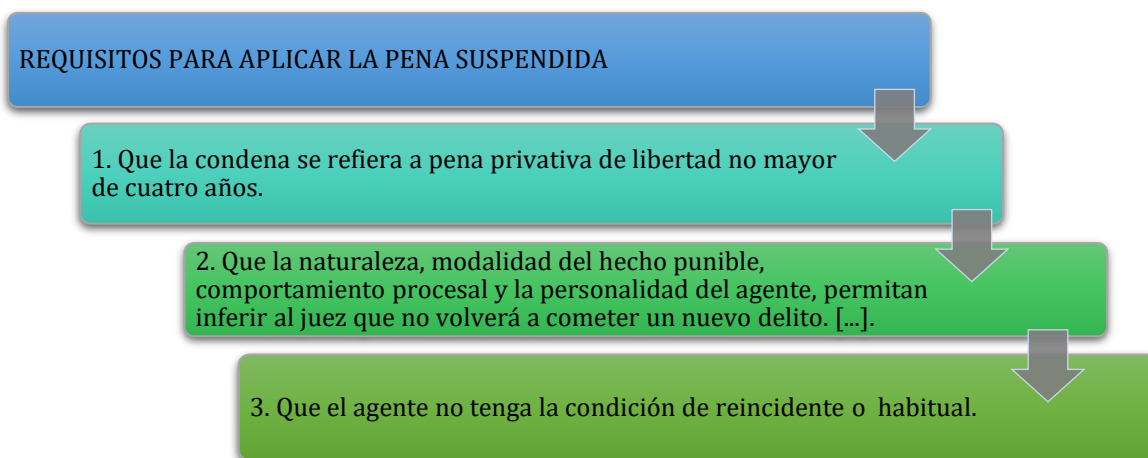 REQUISITOS PARA APLICAR LA PENA SUSPENDIDA
1. Que la condena se refiera a pena privativa de libertad no mayor
de cuatro años.
2. Que la naturaleza, modalidad del hecho punible,
comportamiento procesal y la personalidad del agente, permitan
inferir al juez que no volverá a cometer un nuevo delito. [...].
3. Que el agente no tenga la condición de reincidente o  habitual.